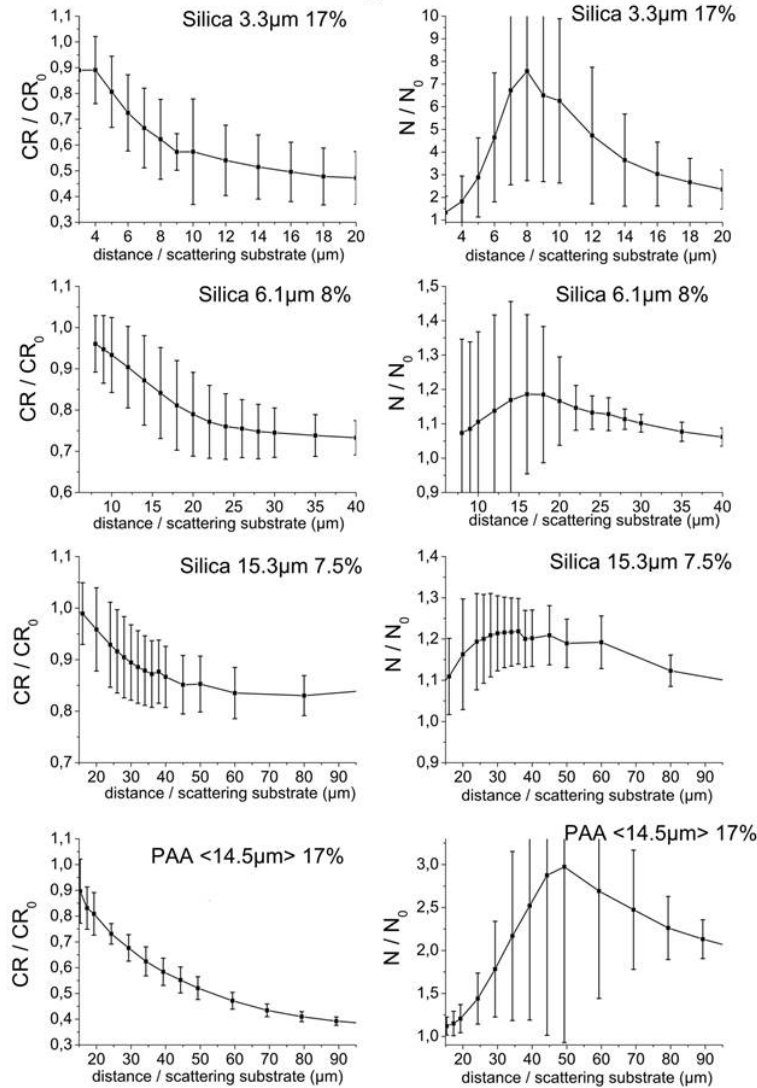 Silica 3.3µm 17%
1,1
1,0
0,9
0,8
0,7
0,6
0,5
0,4
0,3
CR / CR0
4 6 8 10 12 14 16 18 20
distance / scattering substrate (µm)
Silica 3.3µm 17%
10
9
8
7
6
5
4
3
2
1
N / N0
4 6 8 10 12 14 16 18 20
distance / scattering substrate (µm)
Silica 6.1µm 8%
1,1
1,0
0,9
0,8
0,7
0,6
CR / CR0
10 15 20 25 30 35 40
distance / scattering substrate (µm)
Silica 6.1µm 8%
1,5
1,4
1,3
1,2
1,1
1,0
0,9
N / N0
10 15 20 25 30 35 40
distance / scattering substrate (µm)
Silica 15.3µm 7.5%
1,1
1,0
0,9
0,8
0,7
CR / CR0
20 30 40 50 60 70 80 90
distance / scattering substrate (µm)
Silica 15.3µm 7.5%
1,4
1,3
1,2
1,1
1,0
0,9
N / N0
20 30 40 50 60 70 80 90
distance / scattering substrate (µm)
PAA <14.5µm> 17%
1,1
1,0
0,9
0,8
0,7
0,6
0,5
0,4
0,3
CR / CR0
20 30 40 50 60 70 80 90
distance / scattering substrate (µm)
PAA <14.5µm> 17%
3,0
2,5
2,0
1,5
1,0
N / N0
20 30 40 50 60 70 80 90
distance / scattering substrate (µm)